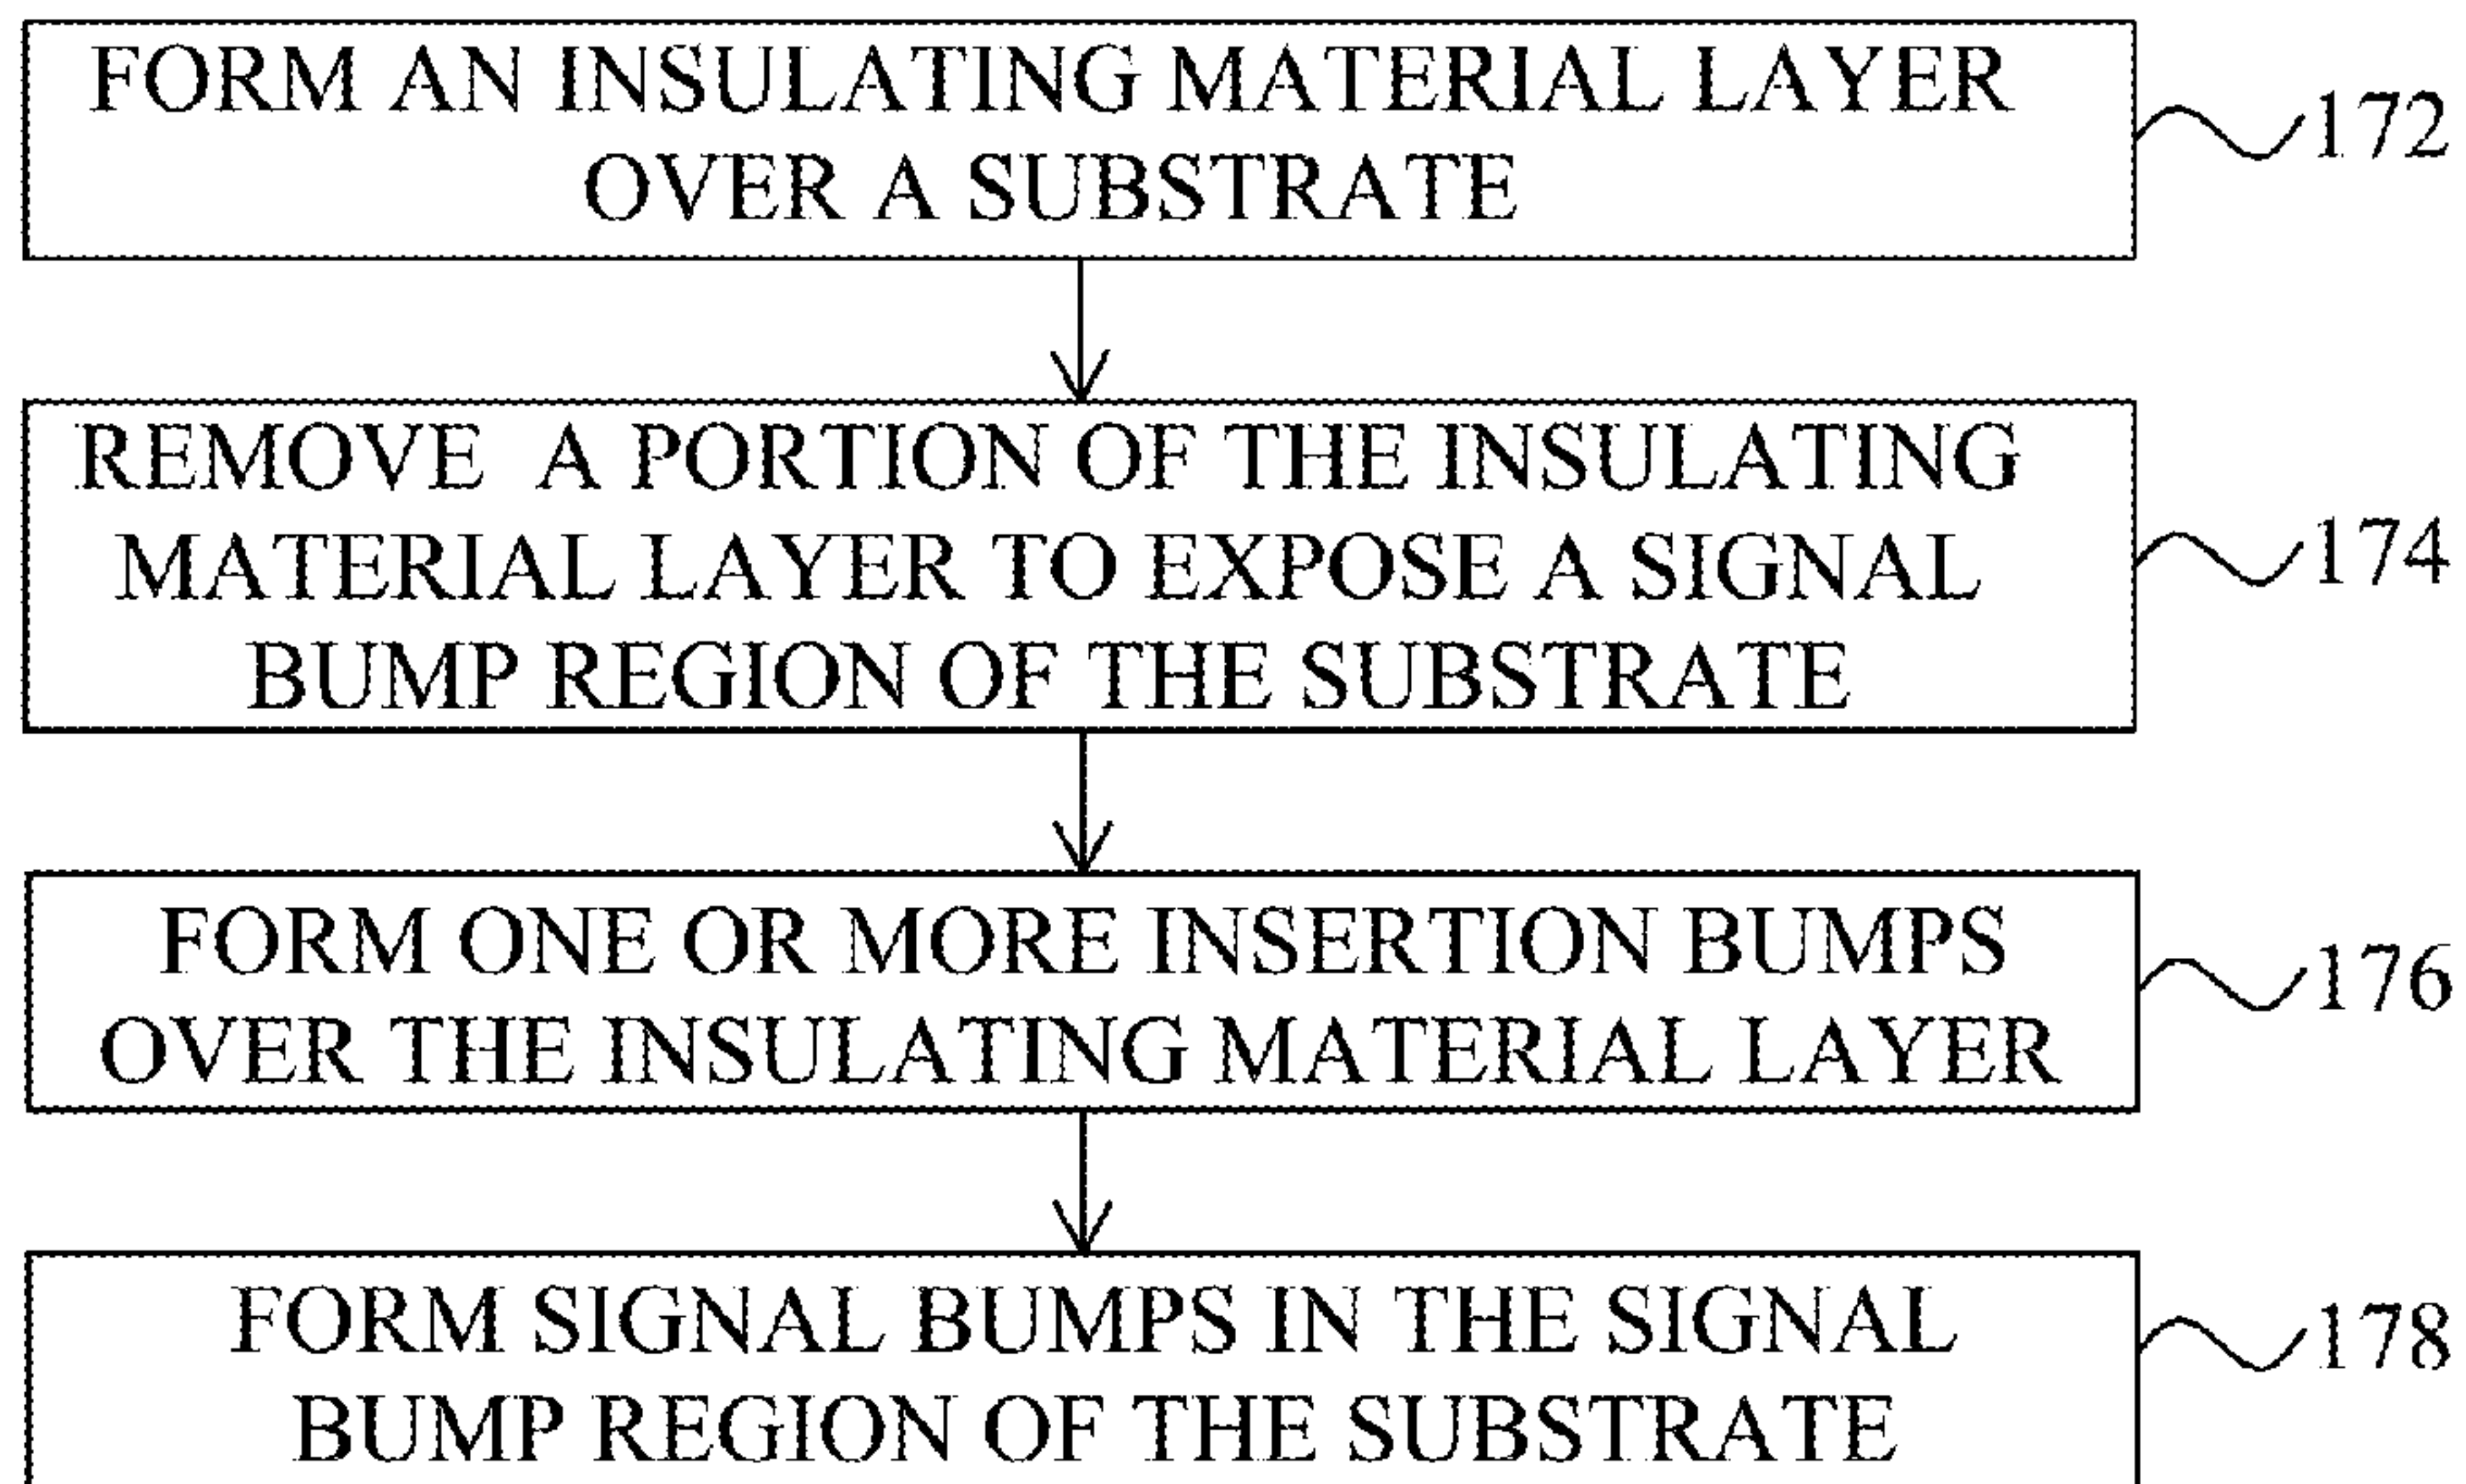 FORM AN INSULATING MATERIAL LAYER
OVER A SUBSTRATE
172
REMOVE A PORTION OF THE INSULATING
MATERIAL LAYER TO EXPOSE A SIGNAL
BUMP REGION OF THE SUBSTRATE
174
FORM ONE OR MORE INSERTION BUMPS
OVER THE INSULATING MATERIAL LAYER
176
FORM SIGNAL BUMPS IN THE SIGNAL
BUMP REGION OF THE SUBSTRATE
178